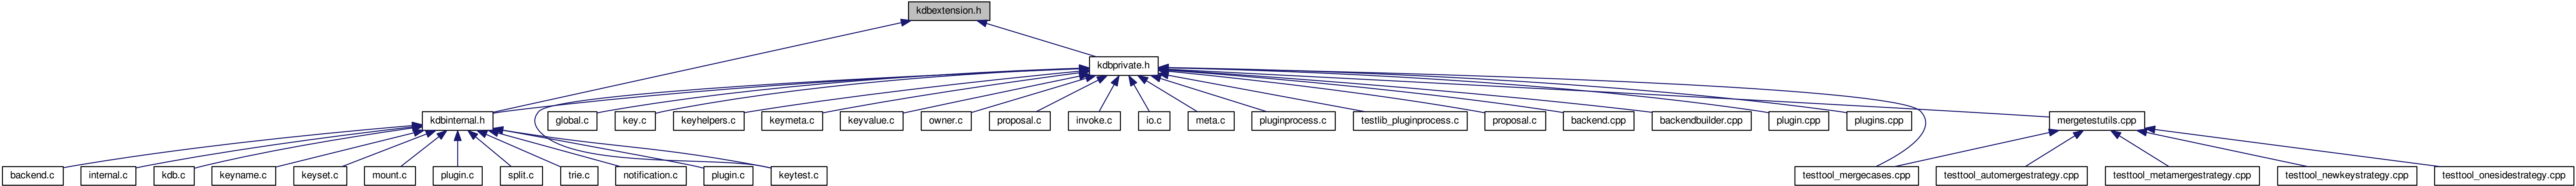 kdbextension.h
kdbprivate.h
kdbinternal.h
global.c
key.c
keyhelpers.c
keymeta.c
keyvalue.c
owner.c
proposal.c
invoke.c
io.c
meta.c
pluginprocess.c
testlib_pluginprocess.c
proposal.c
backend.cpp
backendbuilder.cpp
plugin.cpp
plugins.cpp
mergetestutils.cpp
backend.c
internal.c
kdb.c
keyname.c
keyset.c
mount.c
plugin.c
split.c
trie.c
notification.c
plugin.c
keytest.c
testtool_mergecases.cpp
testtool_automergestrategy.cpp
testtool_metamergestrategy.cpp
testtool_newkeystrategy.cpp
testtool_onesidestrategy.cpp